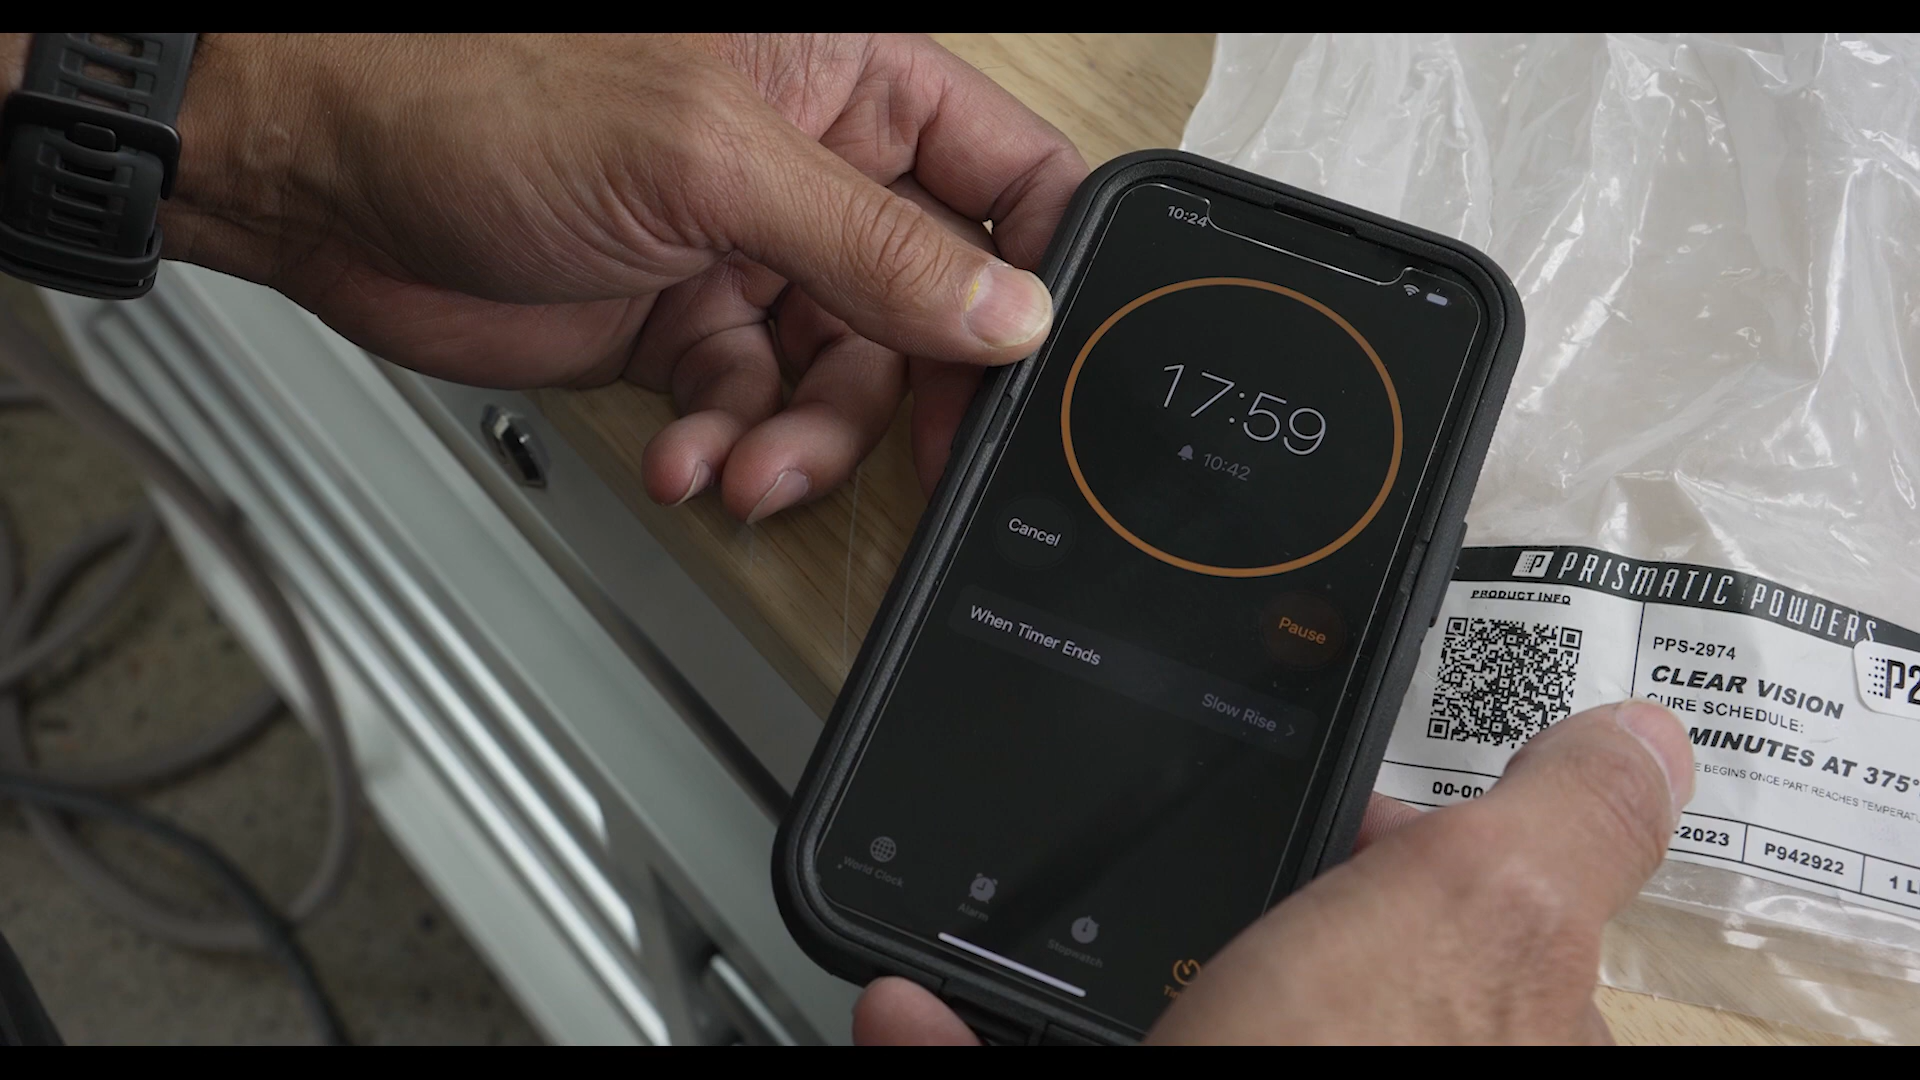 10:24
17:59
10:42
Cancel
Pause
When Timer Ends
Slow Rise
World Clock
Alarm
Stopwatch
PRISMATIC POWDERS
PRODUCT INFO
PPS-2974
CLEAR VISION
CURE SCHEDULE:
MINUTES AT 375°
BEGINS ONCE PART REACHES
00-00
-2023
P942922
1 L
P2